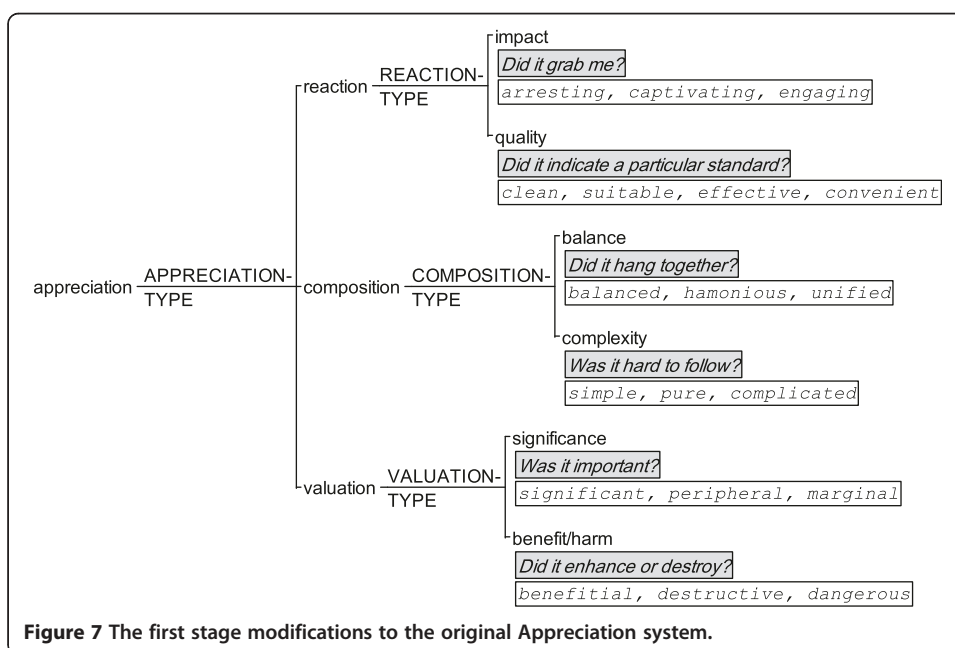 impact
Did it grab me?
arresting, captivating, engaging
reaction REACTION-
TYPE
quality
Did it indicate a particular standard?
clean, suitable, effective, convenient
balance
Did it hang together?
balanced, hamonious, unified
appreciation APPRECIATION-
TYPE
composition COMPOSITION-
TYPE
complexity
Was it hard to follow?
simple, pure, complicated
significance
Was it important?
significant, peripheral, marginal
valuation VALUATION-
TYPE
benefit/harm
Did it enhance or destroy?
benefitial, destructive, dangerous
Figure 7 The first stage modifications to the original Appreciation system.